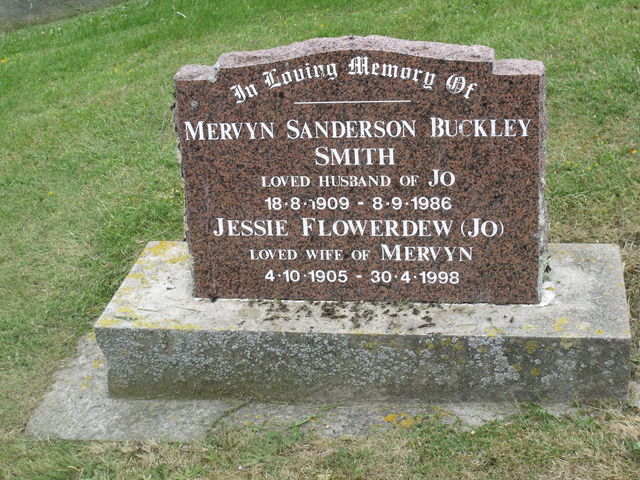 In Loving Memory Of
MERVYN SANDERSON BUCKLEY
SMITH
LOVED HUSBAND OF JO
18·8·1909 - 8·9·1986
JESSIE FLOWERDEW (JO)
LOVED WIFE OF MERVYN
4·10·1905 - 30·4·1998